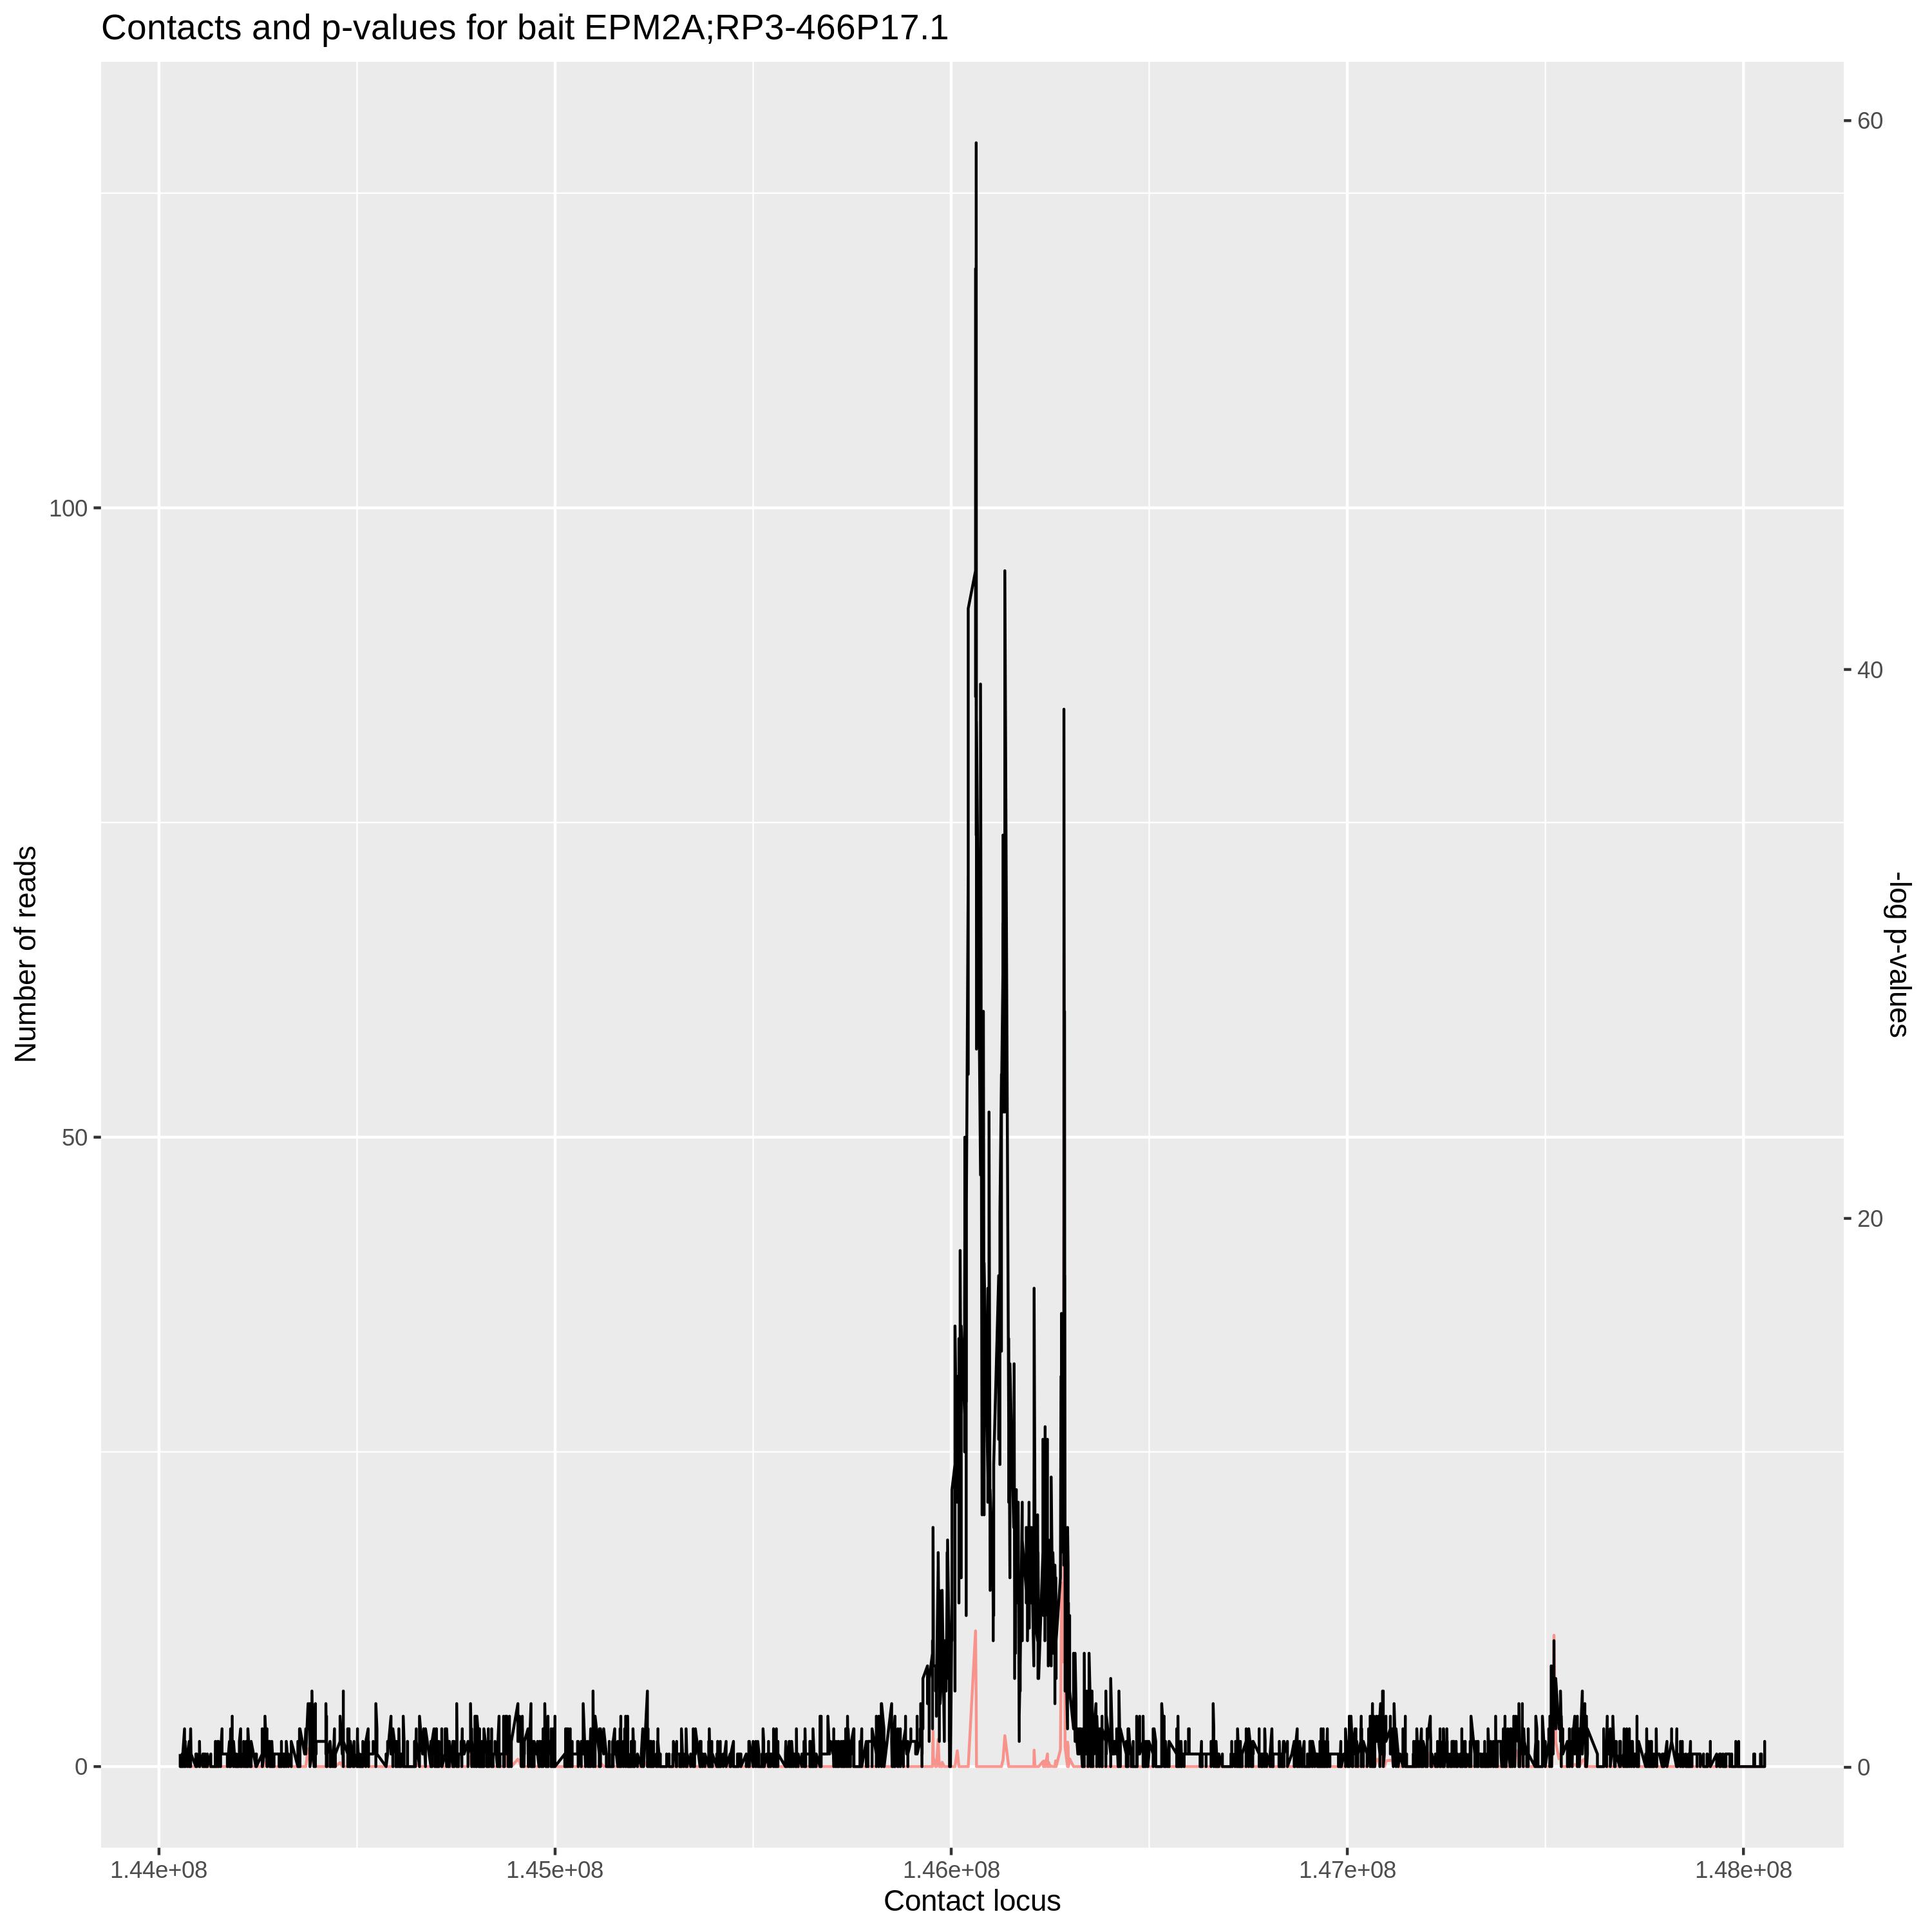 Contacts and p-values for bait EPM2A;RP3-466P17.1
60
100
40
Number of reads
-log p-values
50
20
0
0
1.44e+08
1.45e+08
1.46e+08
1.47e+08
1.48e+08
Contact locus